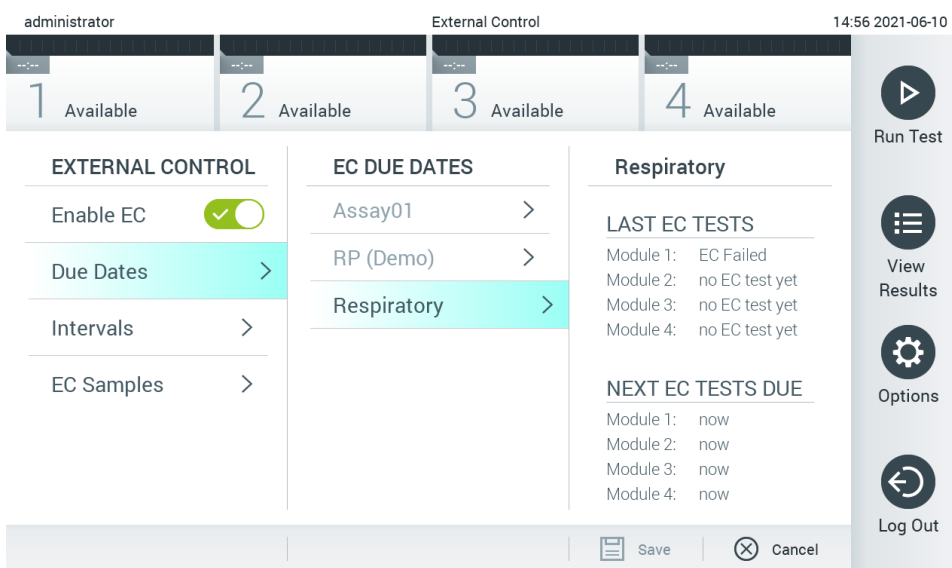 administrator External Control 14:56 2021-06-10
--:-- --:-- --:-- --:--
1 Available 2 Available 3 Available 4 Available
EXTERNAL CONTROL
Enable EC
Due Dates
Intervals
EC Samples
EC DUE DATES
Assay01
RP (Demo)
Respiratory
Respiratory
LAST EC TESTS
Module 1: EC Failed
Module 2: no EC test yet
Module 3: no EC test yet
Module 4: no EC test yet
NEXT EC TESTS DUE
Module 1: now
Module 2: now
Module 3: now
Module 4: now
Run Test
View
Results
Options
Log Out
Save Cancel